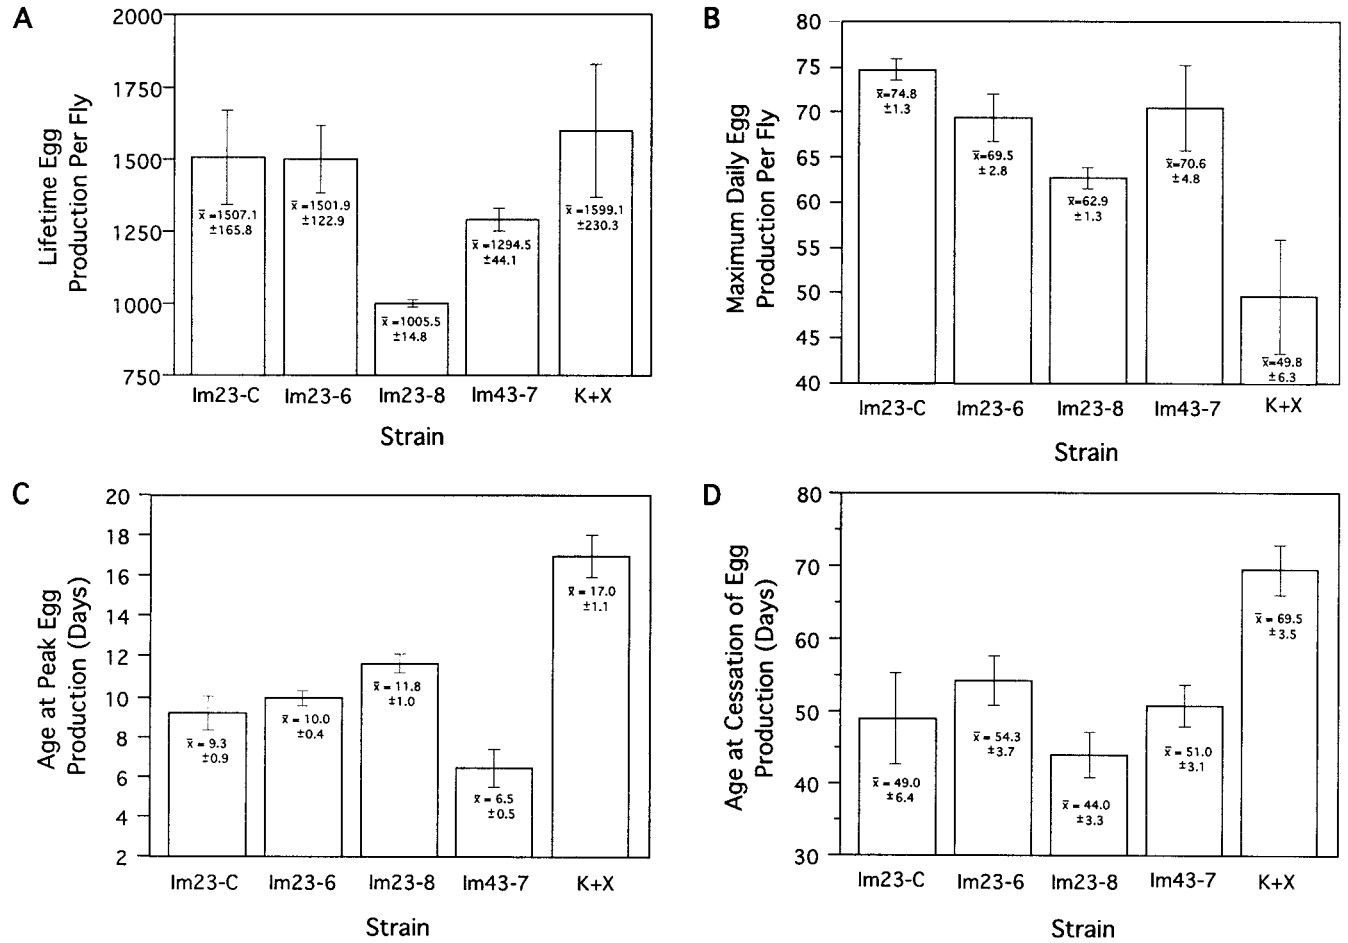 A
Lifetime Egg
Production Per Fly
2000
1750
1500
1250
1000
750
x̄ =1507.1
±165.8
x̄ =1501.9
±122.9
x̄ =1005.5
±14.8
x̄ =1294.5
±44.1
x̄ =1599.1
±230.3
Im23-C Im23-6 Im23-8 Im43-7 K+X
Strain
B
Maximum Daily Egg
Production Per Fly
80
75
70
65
60
55
50
45
40
x̄=74.8
±1.3
x̄=69.5
±2.8
x̄=62.9
±1.3
x̄=70.6
±4.8
x̄=49.8
±6.3
Im23-C Im23-6 Im23-8 Im43-7 K+X
Strain
C
Age at Peak Egg
Production (Days)
20
18
16
14
12
10
8
6
4
2
x̄ = 9.3
±0.9
x̄ = 10.0
±0.4
x̄ = 11.8
±1.0
x̄ = 6.5
±0.5
x̄ = 17.0
±1.1
Im23-C Im23-6 Im23-8 Im43-7 K+X
Strain
D
Age at Cessation of Egg
Production (Days)
80
70
60
50
40
30
x̄ = 49.0
±6.4
x̄ = 54.3
±3.7
x̄ = 44.0
±3.3
x̄ = 51.0
±3.1
x̄ = 69.5
±3.5
Im23-C Im23-6 Im23-8 Im43-7 K+X
Strain